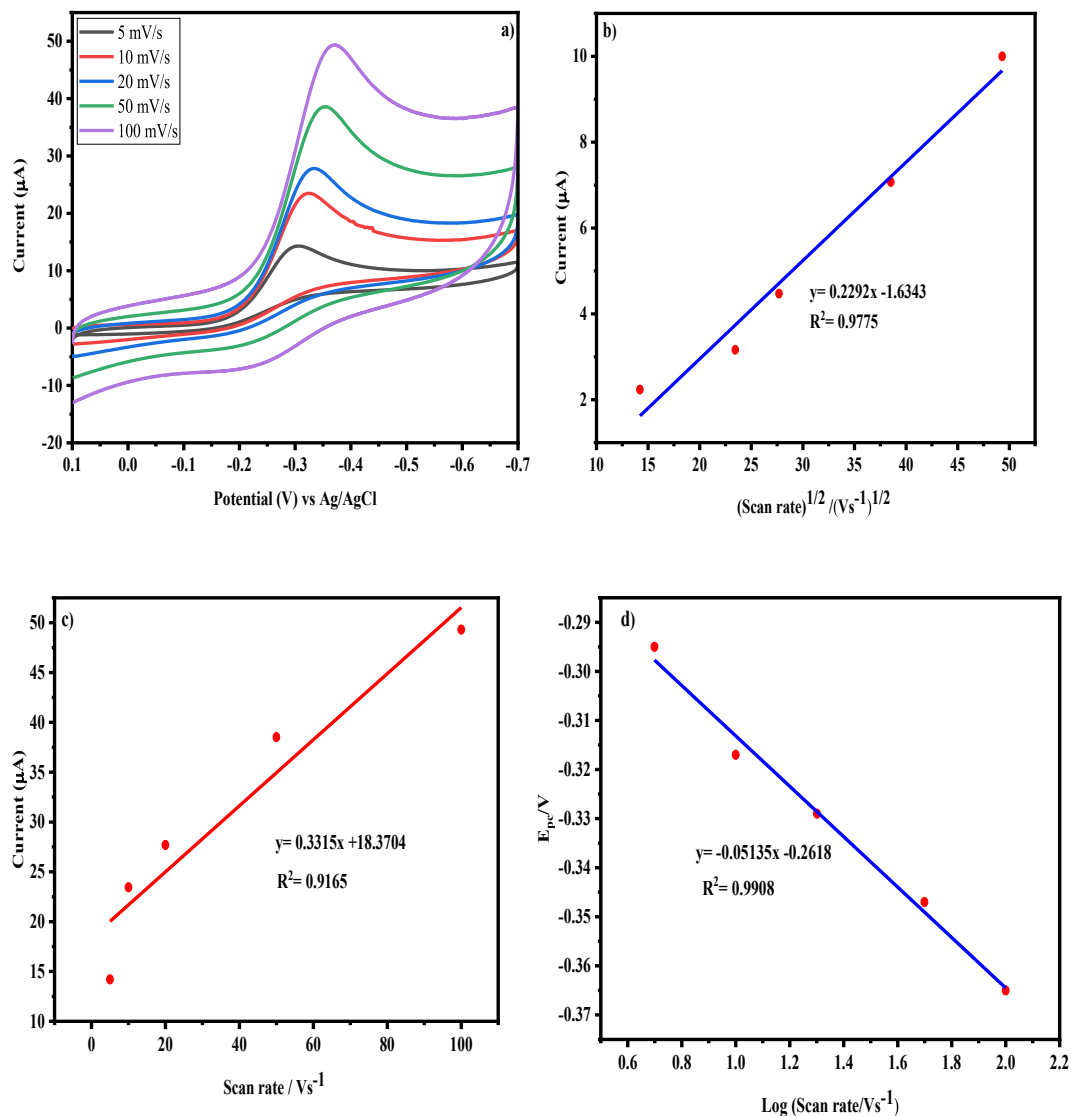 a)
5 mV/s
10 mV/s
20 mV/s
50 mV/s
100 mV/s
50
40
30
20
10
0
-10
-20
0.1 0.0 -0.1 -0.2 -0.3 -0.4 -0.5 -0.6 -0.7
Current (μA)
Potential (V) vs Ag/AgCl
b)
10
8
6
4
2
10 15 20 25 30 35 40 45 50
Current (μA)
y= 0.2292x -1.6343
R²= 0.9775
(Scan rate)^1/2 /(Vs⁻¹)^1/2
c)
50
45
40
35
30
25
20
15
10
0 20 40 60 80 100
Current (μA)
y= 0.3315x +18.3704
R²= 0.9165
Scan rate / Vs⁻¹
d)
-0.29
-0.30
-0.31
-0.32
-0.33
-0.34
-0.35
-0.36
-0.37
0.6 0.8 1.0 1.2 1.4 1.6 1.8 2.0 2.2
E_pc/V
y= -0.05135x -0.2618
R²= 0.9908
Log (Scan rate/Vs⁻¹)